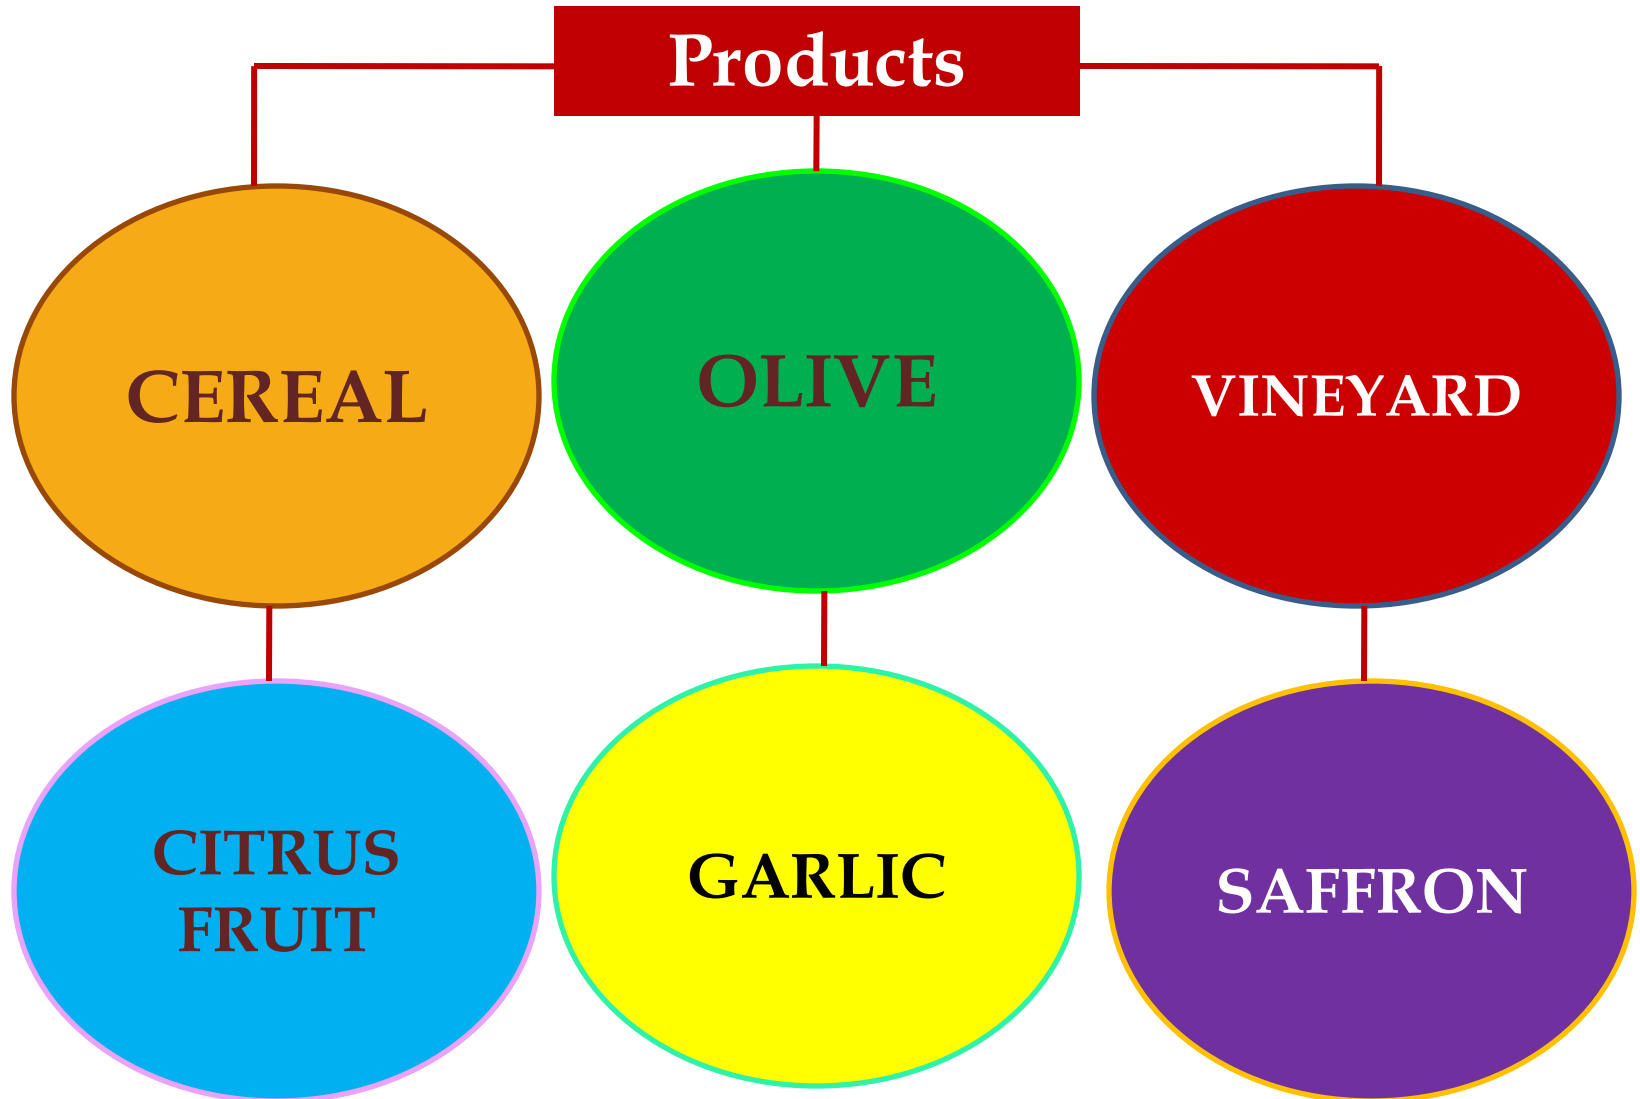 Products
CEREAL
OLIVE
VINEYARD
CITRUS
FRUIT
GARLIC
SAFFRON